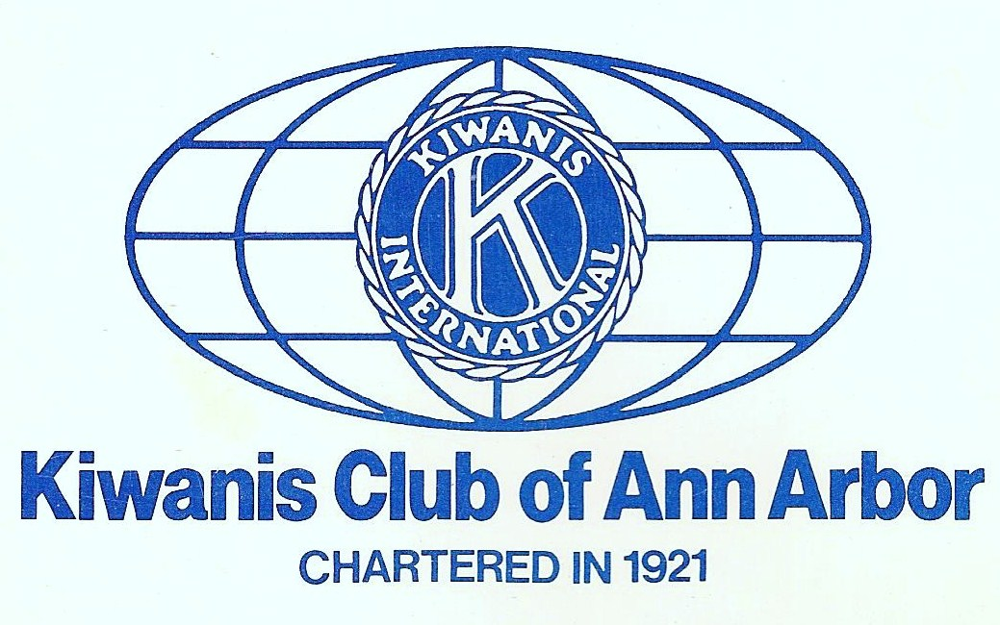 KIWANIS
K
INTERNATIONAL
Kiwanis Club of Ann Arbor
CHARTERED IN 1921